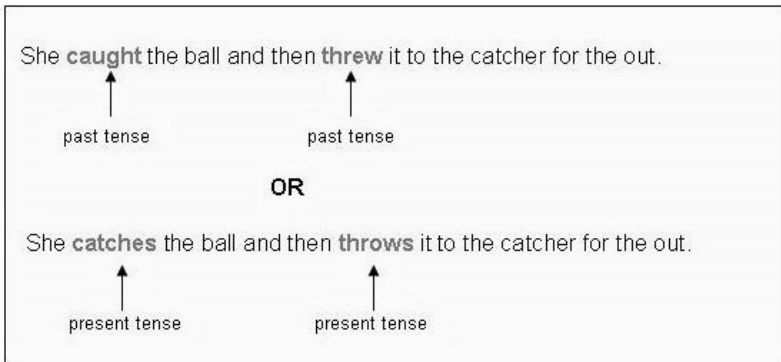 She caught the ball and then threw it to the catcher for the out.
past tense past tense
OR
She catches the ball and then throws it to the catcher for the out.
present tense present tense